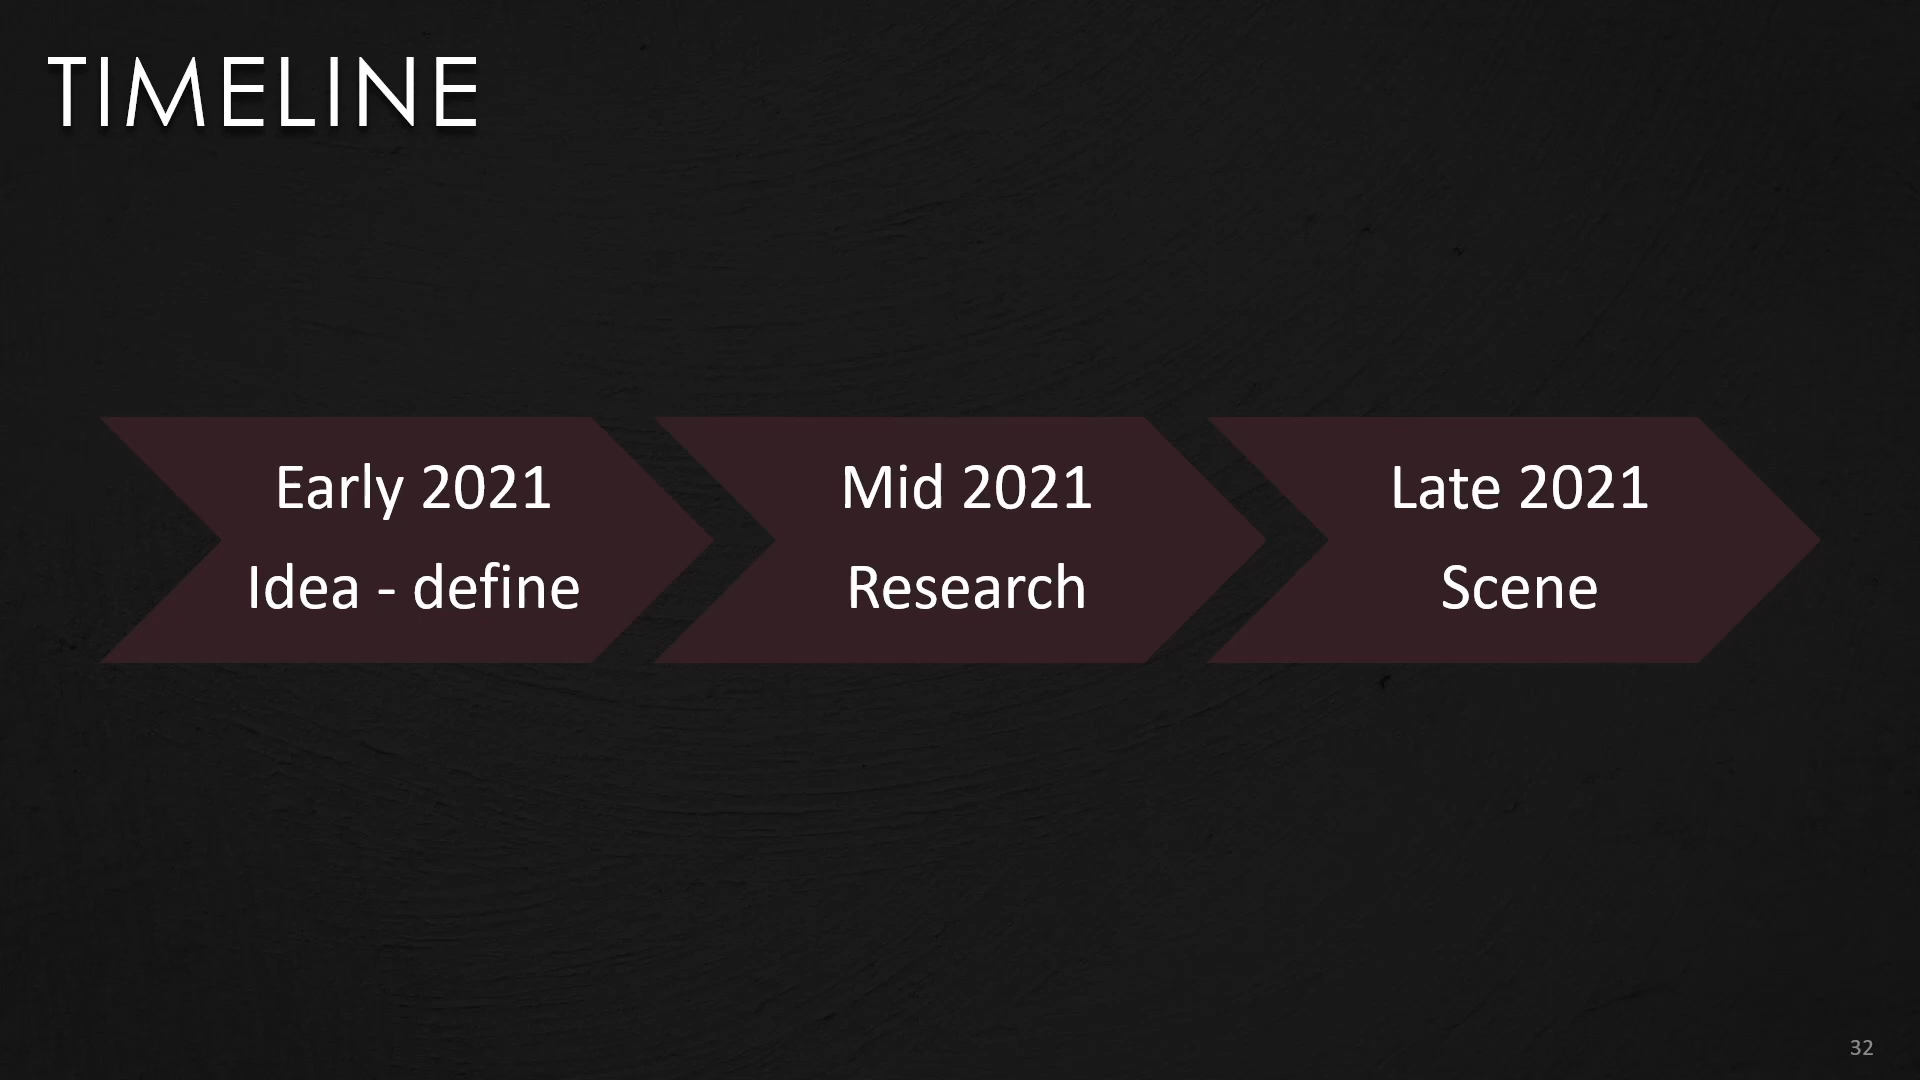 TIMELINE
Early 2021
Idea - define
Mid 2021
Research
Late 2021
Scene
32